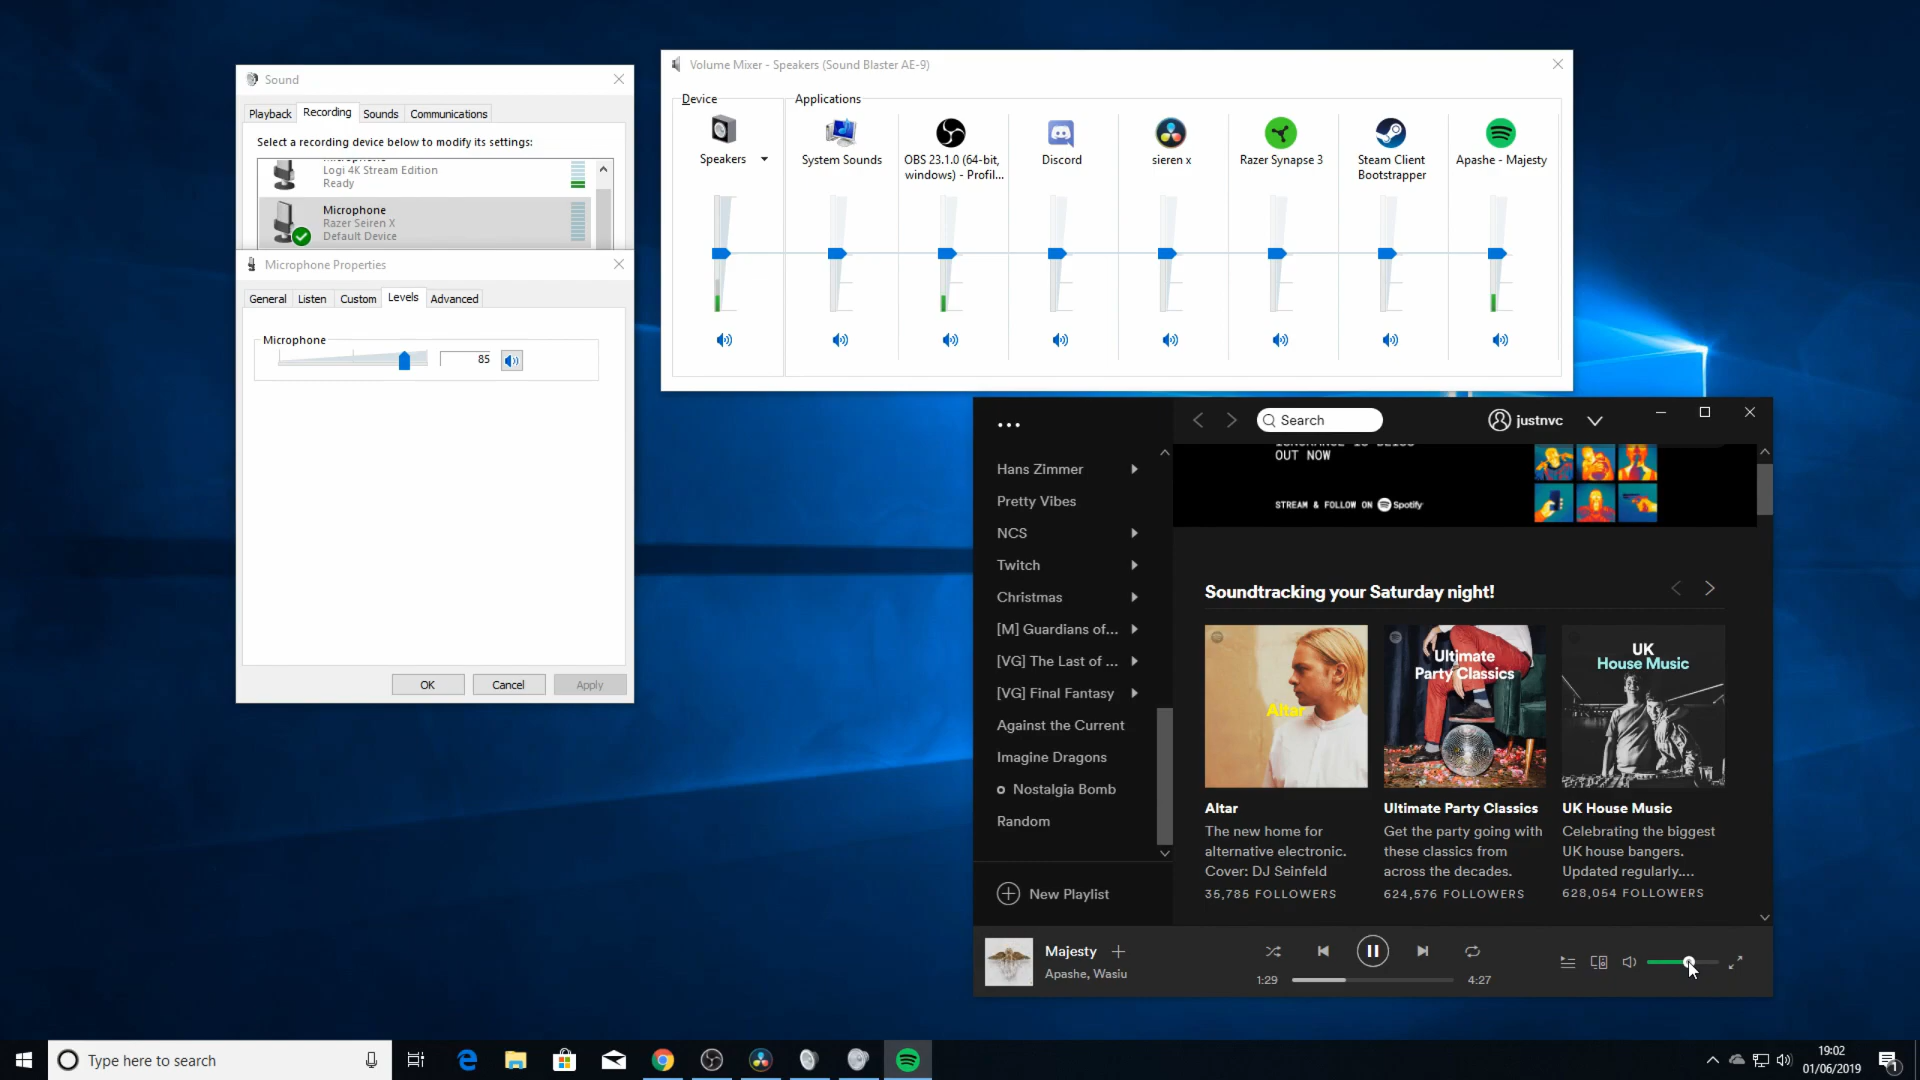 Sound
Playback
Recording
Sounds
Communications
Select a recording device below to modify its settings:
Logi 4K Stream Edition
Ready
Microphone
Razer Seiren X
Default Device
Microphone Properties
General
Listen
Custom
Levels
Advanced
Microphone
85
OK
Cancel
Apply
Volume Mixer - Speakers (Sound Blaster AE-9)
Device
Applications
Speakers
System Sounds
OBS 23.1.0 (64-bit,
windows) - Profil...
Discord
sieren x
Razer Synapse 3
Steam Client
Bootstrapper
Apashe - Majesty
Search
justnvc
Hans Zimmer
Pretty Vibes
NCS
Twitch
Christmas
[M] Guardians of...
[VG] The Last of ...
[VG] Final Fantasy
Against the Current
Imagine Dragons
Nostalgia Bomb
Random
New Playlist
OUT NOW
STREAM & FOLLOW ON Spotify
Soundtracking your Saturday night!
Altar
Ultimate
Party Classics
UK
House Music
Altar
The new home for
alternative electronic.
Cover: DJ Seinfeld
35,785 FOLLOWERS
Ultimate Party Classics
Get the party going with
these classics from
across the decades.
624,576 FOLLOWERS
UK House Music
Celebrating the biggest
UK house bangers.
Updated regularly....
628,054 FOLLOWERS
Majesty
Apashe, Wasiu
1:29
4:27
Type here to search
19:02
01/06/2019
1